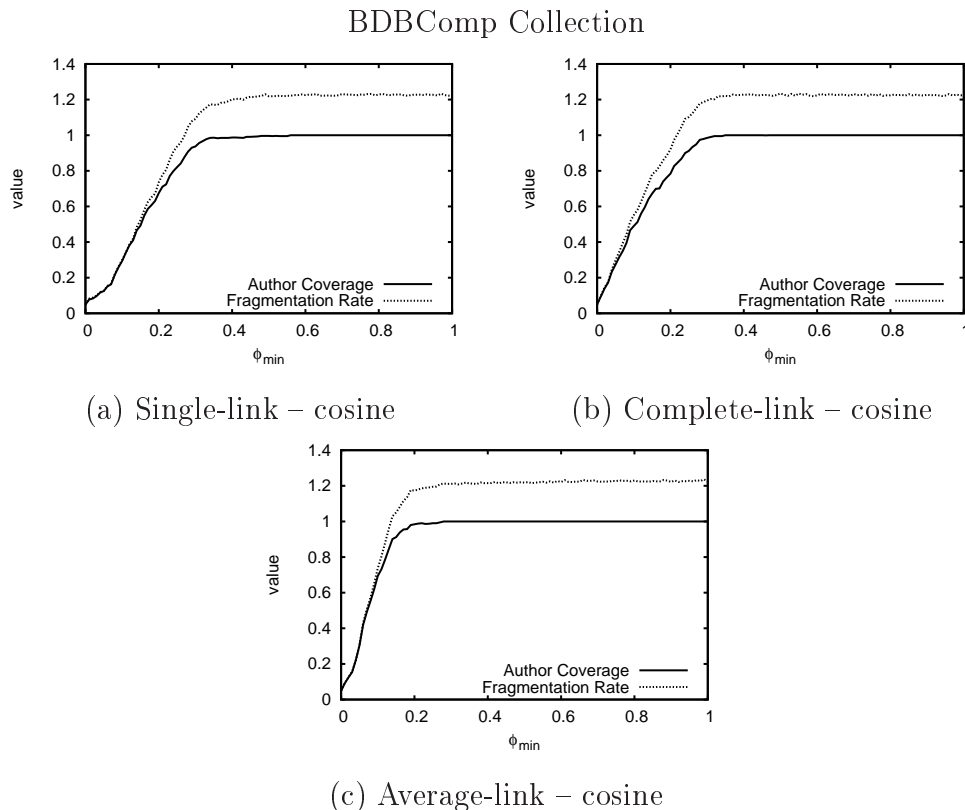 BDBComp Collection
1.4
1.2
1
0.8
0.6
0.4
0.2
0
value
Author Coverage
Fragmentation Rate
0 0.2 0.4 0.6 0.8 1
ϕmin
(a) Single-link – cosine
1.4
1.2
1
0.8
0.6
0.4
0.2
0
value
Author Coverage
Fragmentation Rate
0 0.2 0.4 0.6 0.8 1
ϕmin
(b) Complete-link – cosine
1.4
1.2
1
0.8
0.6
0.4
0.2
0
value
Author Coverage
Fragmentation Rate
0 0.2 0.4 0.6 0.8 1
ϕmin
(c) Average-link – cosine